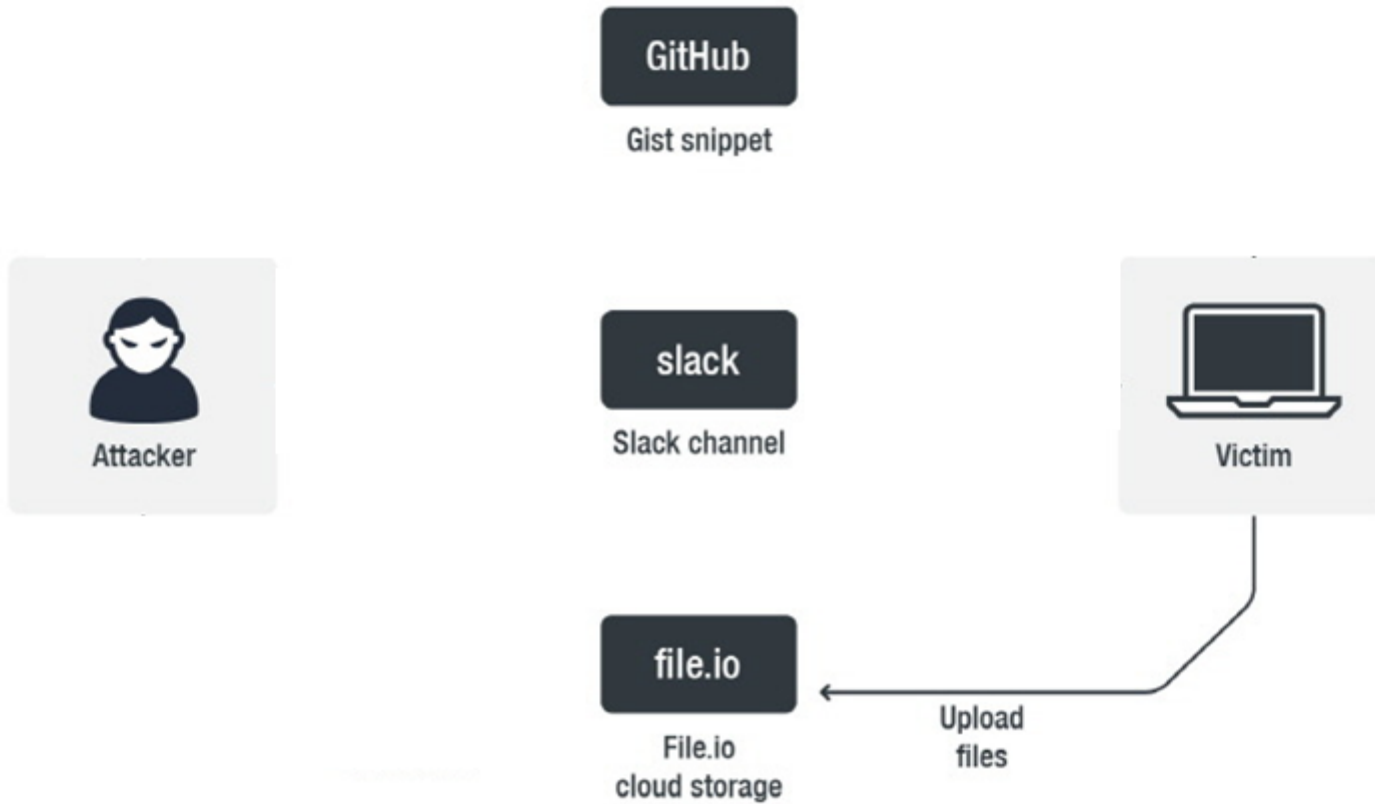 GitHub
Gist snippet
Attacker
slack
Slack channel
Victim
file.io
File.io
cloud storage
Upload
files